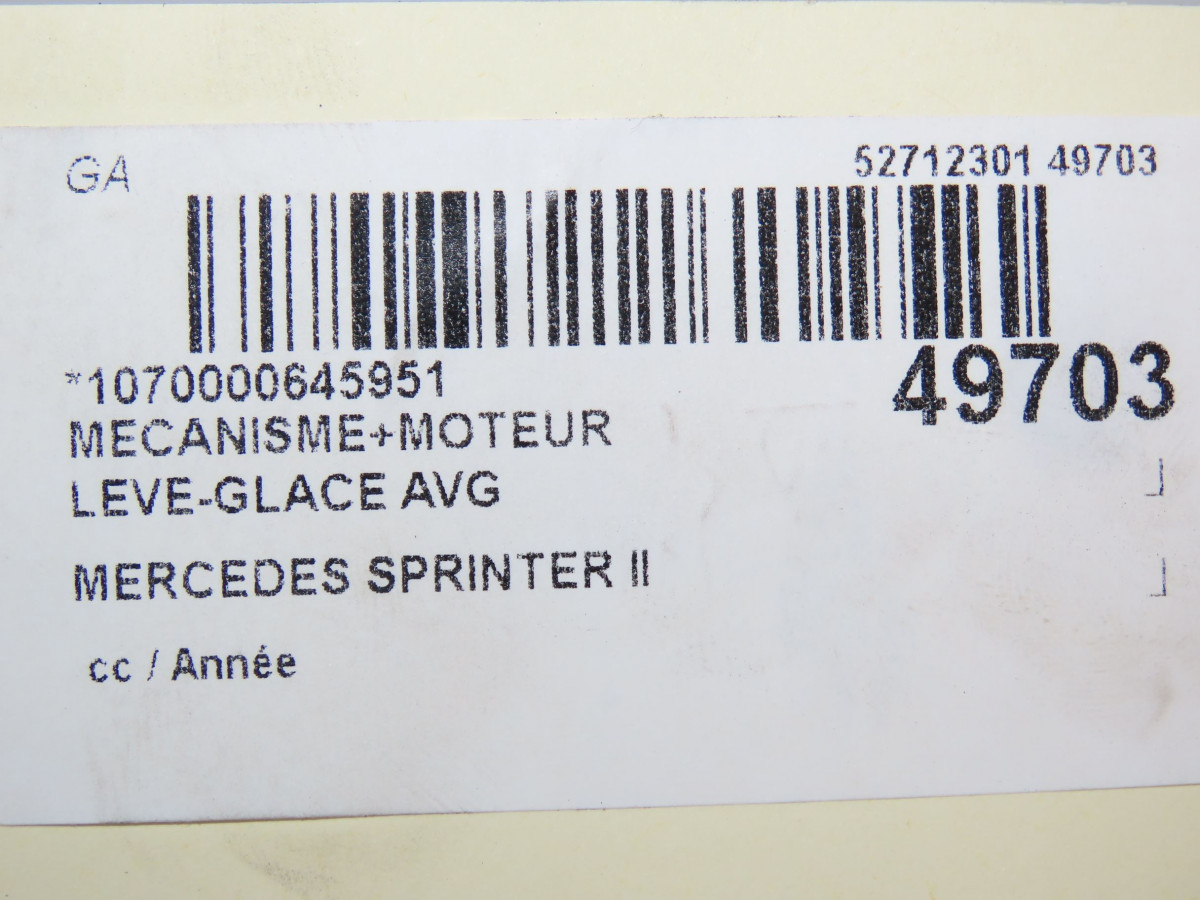 GA
52712301 49703
*1070000645951
49703
MECANISME+MOTEUR
LEVE-GLACE AVG
MERCEDES SPRINTER II
cc / Année